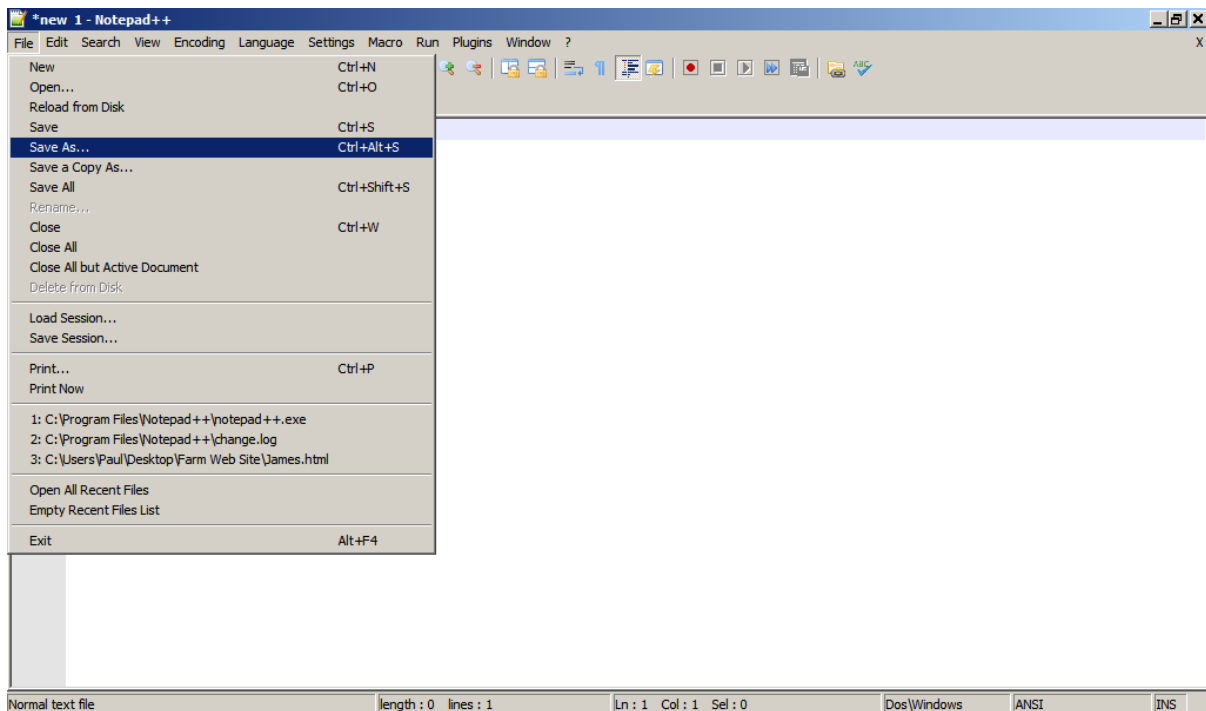 *new 1 - Notepad++
File Edit Search View Encoding Language Settings Macro Run Plugins Window ? X
New Ctrl+N
Open... Ctrl+O
Reload from Disk
Save Ctrl+S
Save As... Ctrl+Alt+S
Save a Copy As...
Save All Ctrl+Shift+S
Rename...
Close Ctrl+W
Close All
Close All but Active Document
Delete from Disk
Load Session...
Save Session...
Print... Ctrl+P
Print Now
1: C:\Program Files\Notepad++\notepad++.exe
2: C:\Program Files\Notepad++\change.log
3: C:\Users\Paul\Desktop\Farm Web Site\James.html
Open All Recent Files
Empty Recent Files List
Exit Alt+F4
Normal text file length : 0 lines : 1 Ln : 1 Col : 1 Sel : 0 Dos\Windows ANSI INS